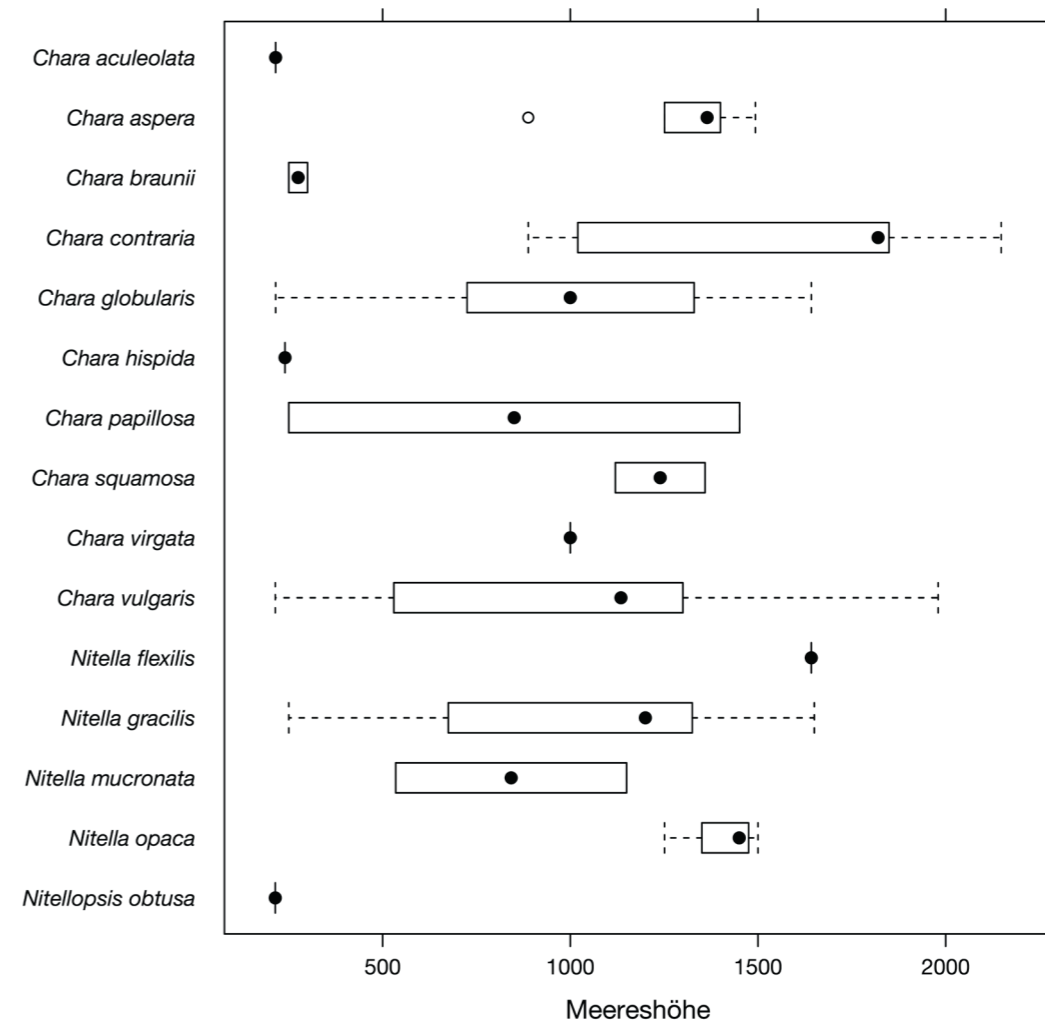 Chara aculeolata
Chara aspera
Chara braunii
Chara contraria
Chara globularis
Chara hispida
Chara papillosa
Chara squamosa
Chara virgata
Chara vulgaris
Nitella flexilis
Nitella gracilis
Nitella mucronata
Nitella opaca
Nitellopsis obtusa
500 1000 1500 2000
Meereshöhe